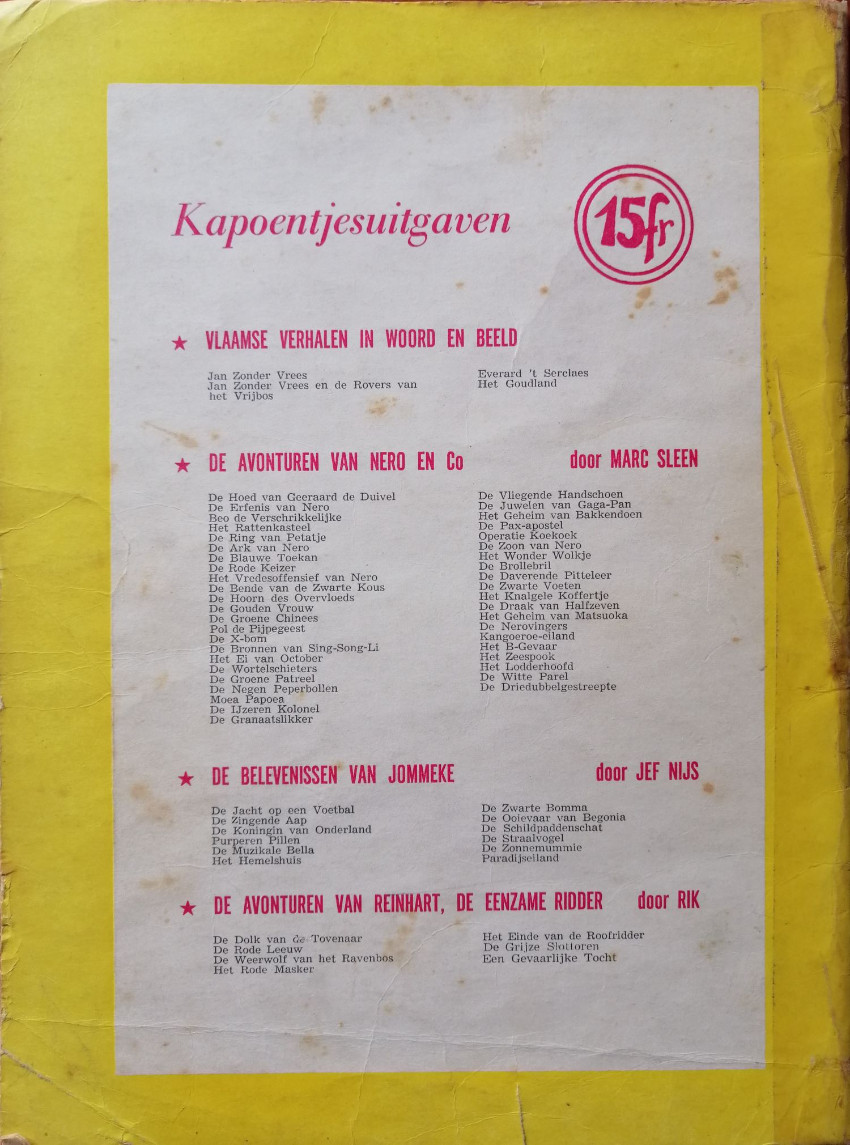 Kapoentjesuitgaven
15fr
★ VLAAMSE VERHALEN IN WOORD EN BEELD
Jan Zonder Vrees
Jan Zonder Vrees en de Rovers van
het Vrijbos
Everard 't Serclaes
Het Goudland
★ DE AVONTUREN VAN NERO EN Co door MARC SLEEN
De Hoed van Geeraard de Duivel
De Erfenis van Nero
Beo de Verschrikkelijke
Het Rattenkasteel
De Ring van Petatje
De Ark van Nero
De Blauwe Toekan
De Rode Keizer
Het Vredesoffensief van Nero
De Bende van de Zwarte Kous
De Hoorn des Overvloeds
De Gouden Vrouw
De Groene Chinees
Pol de Pijpegeest
De X-bom
De Bronnen van Sing-Song-Li
Het Ei van October
De Wortelschieters
De Groene Patreel
De Negen Peperbollen
Moea Papoea
De IJzeren Kolonel
De Granaatslikker
De Vliegende Handschoen
De Juwelen van Gaga-Pan
Het Geheim van Bakkendoen
De Pax-apostel
Operatie Koekoek
De Zoon van Nero
Het Wonder Wolkje
De Brollebril
De Daverende Pitteleer
De Zwarte Voeten
Het Knalgele Koffertje
De Draak van Halfzeven
Het Geheim van Matsuoka
De Nerovingers
Kangoeroe-eiland
Het B-Gevaar
Het Zeespook
Het Lodderhoofd
De Witte Parel
De Driedubbelgestreepte
★ DE BELEVENISSEN VAN JOMMEKE door JEF NIJS
De Jacht op een Voetbal
De Zingende Aap
De Koningin van Onderland
Purperen Pillen
De Muzikale Bella
Het Hemelshuis
De Zwarte Bomma
De Ooievaar van Begonia
De Schildpaddenschat
De Straalvogel
De Zonnemummie
Paradijseiland
★ DE AVONTUREN VAN REINHART, DE EENZAME RIDDER door RIK
De Dolk van de Tovenaar
De Rode Leeuw
De Weerwolf van het Ravenbos
Het Rode Masker
Het Einde van de Roofridder
De Grijze Slottoren
Een Gevaarlijke Tocht